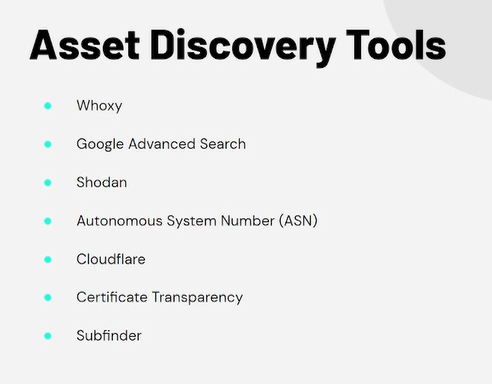 Asset Discovery Tools
Whoxy
Google Advanced Search
Shodan
Autonomous System Number (ASN)
Cloudflare
Certificate Transparency
Subfinder